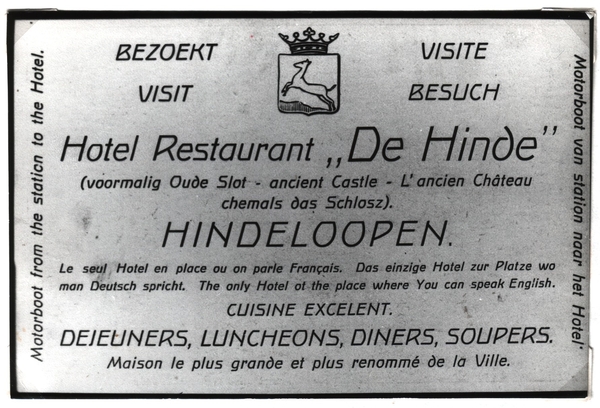 BEZOEKT VISITE
VISIT BESUCH
Hotel Restaurant „De Hinde”
(voormalig Oude Slot - ancient Castle - L'ancien Château
chemals das Schlosz).
HINDELOOPEN.
Le seul Hotel en place ou on parle Français. Das einzige Hotel zur Platze wo
man Deutsch spricht. The only Hotel ot the place where You can speak English.
CUISINE EXCELENT.
DEJEUNERS, LUNCHEONS, DINERS, SOUPERS.
Maison le plus grande et plus renommé de la Ville.
Motorboot from the station to the Hotel.
Motorboot van station naar het Hotel·